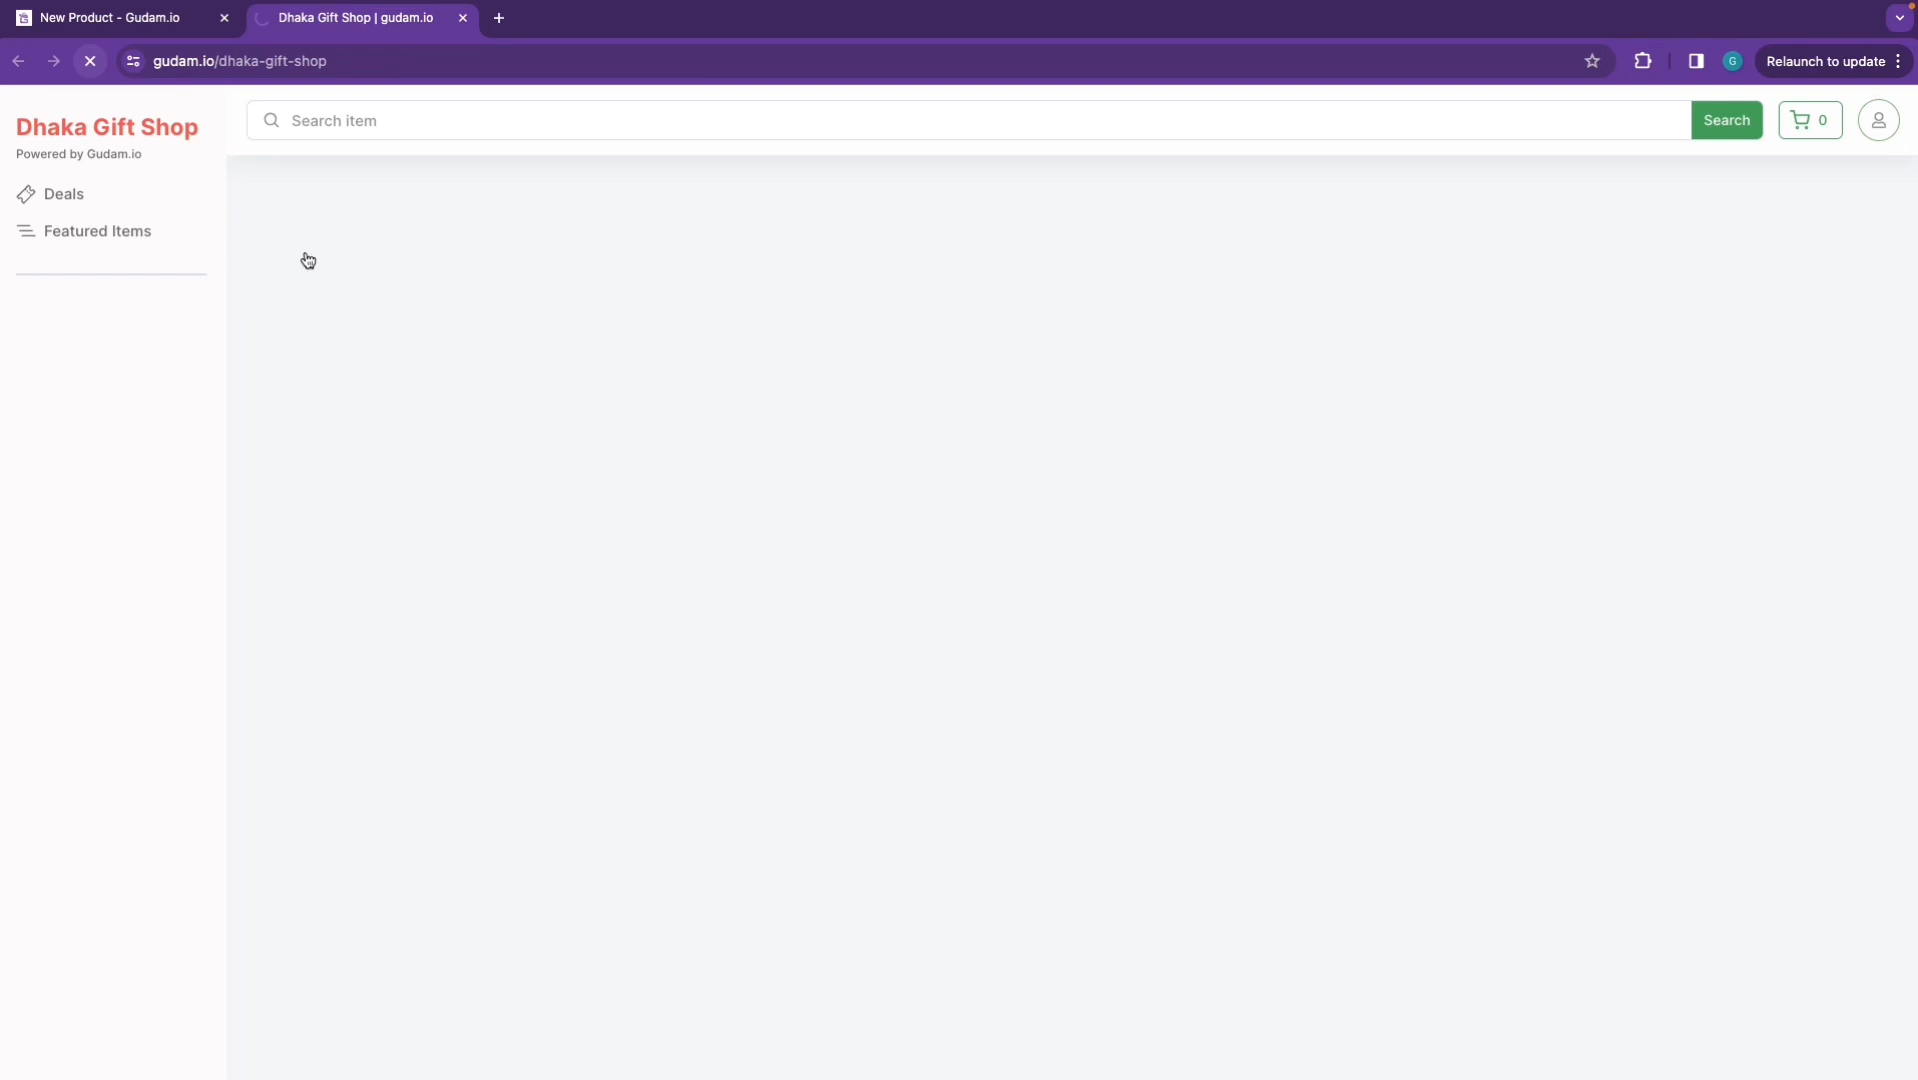 New Product - Gudam.io
Dhaka Gift Shop | gudam.io
gudam.io/dhaka-gift-shop
G
Relaunch to update
Dhaka Gift Shop
Powered by Gudam.io
Search item
Search
0
Deals
Featured Items